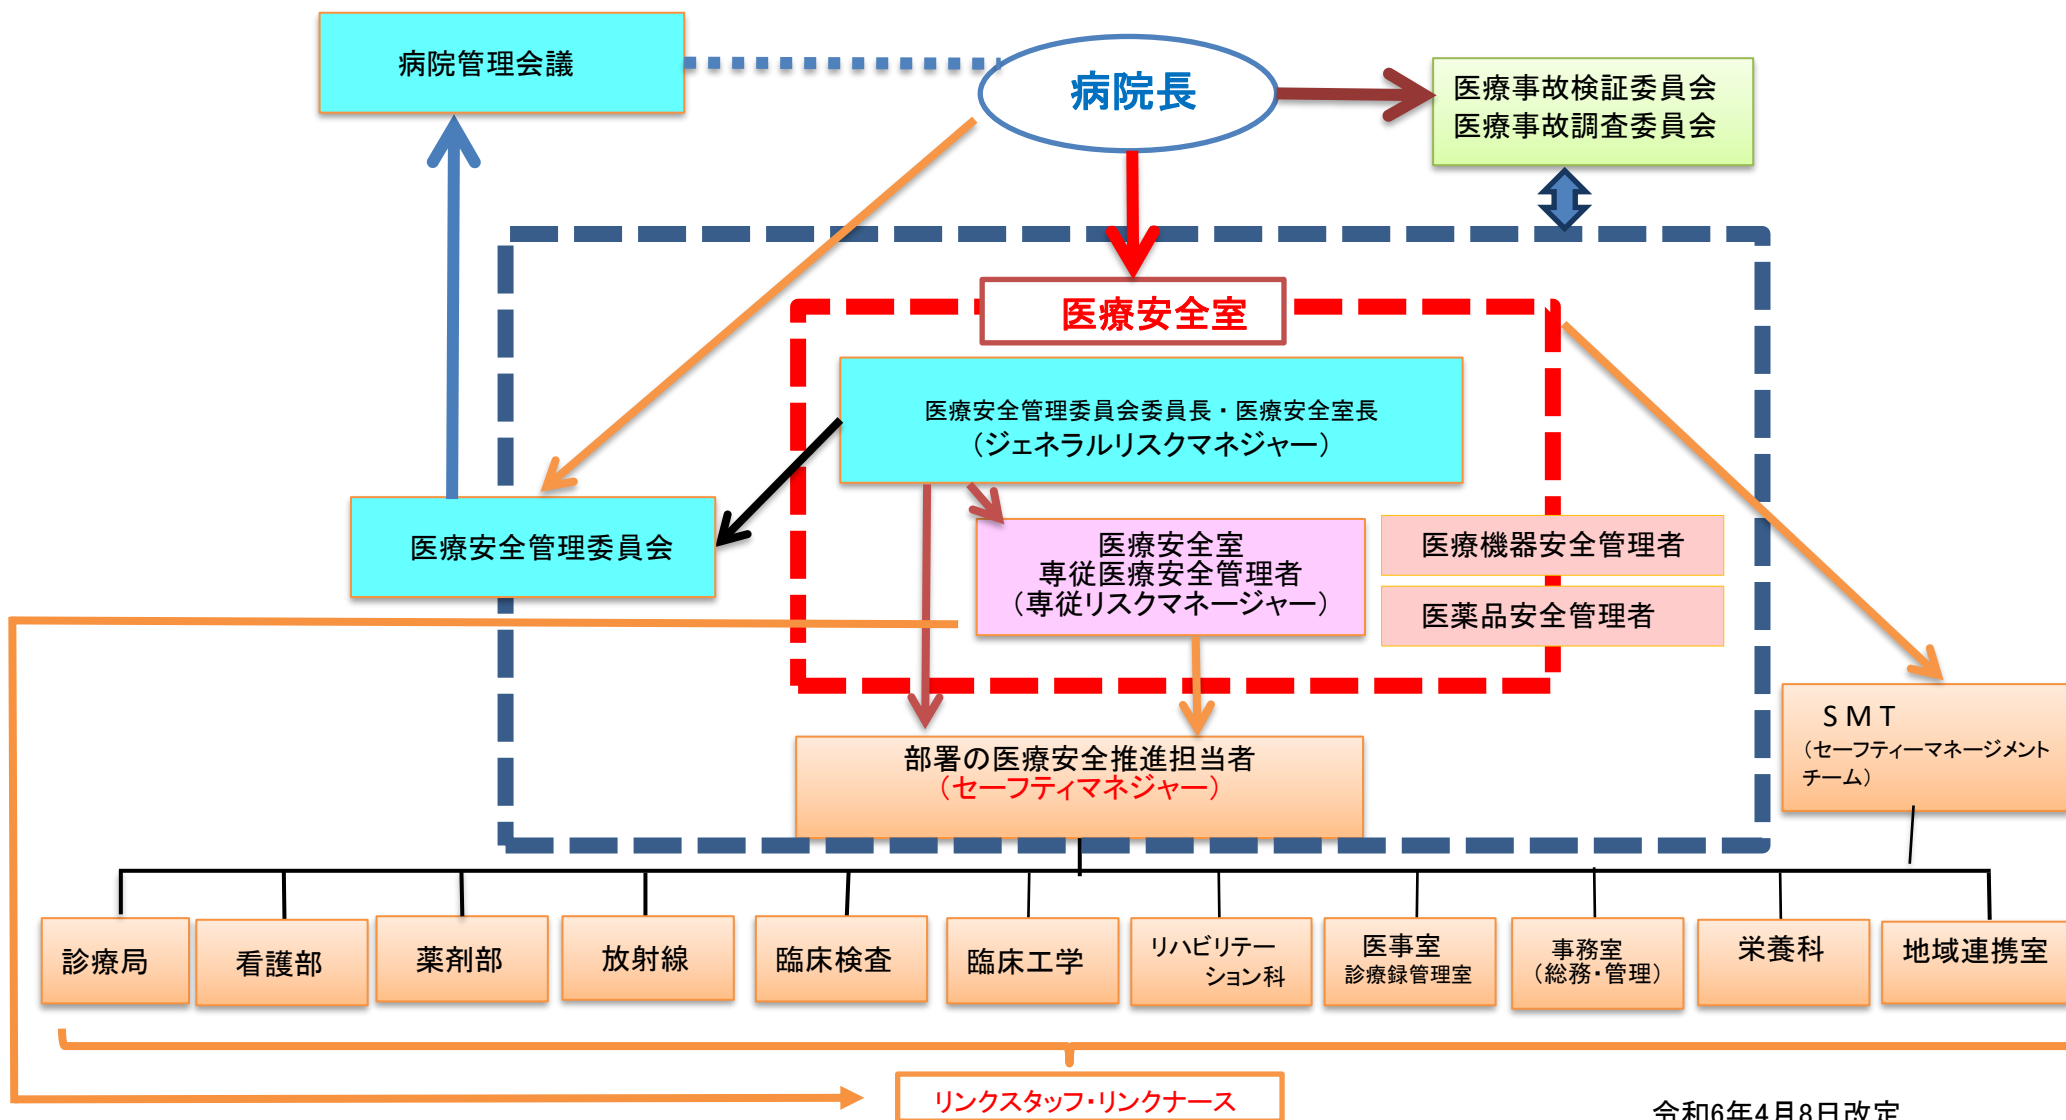 病院管理会議
病院長
医療事故検証委員会
医療事故調査委員会
医療安全室
医療安全管理委員会委員長・医療安全室長
（ジェネラルリスクマネジャー）
医療安全管理委員会
医療安全室
専従医療安全管理者
（専従リスクマネージャー）
医療機器安全管理者
医薬品安全管理者
部署の医療安全推進担当者
（セーフティマネジャー）
ＳＭＴ
（セーフティーマネージメント
チーム）
診療局
看護部
薬剤部
放射線
臨床検査
臨床工学
リハビリテー
ション科
医事室
診療録管理室
事務室
（総務・管理）
栄養科
地域連携室
リンクスタッフ・リンクナース
令和6年4月8日改定